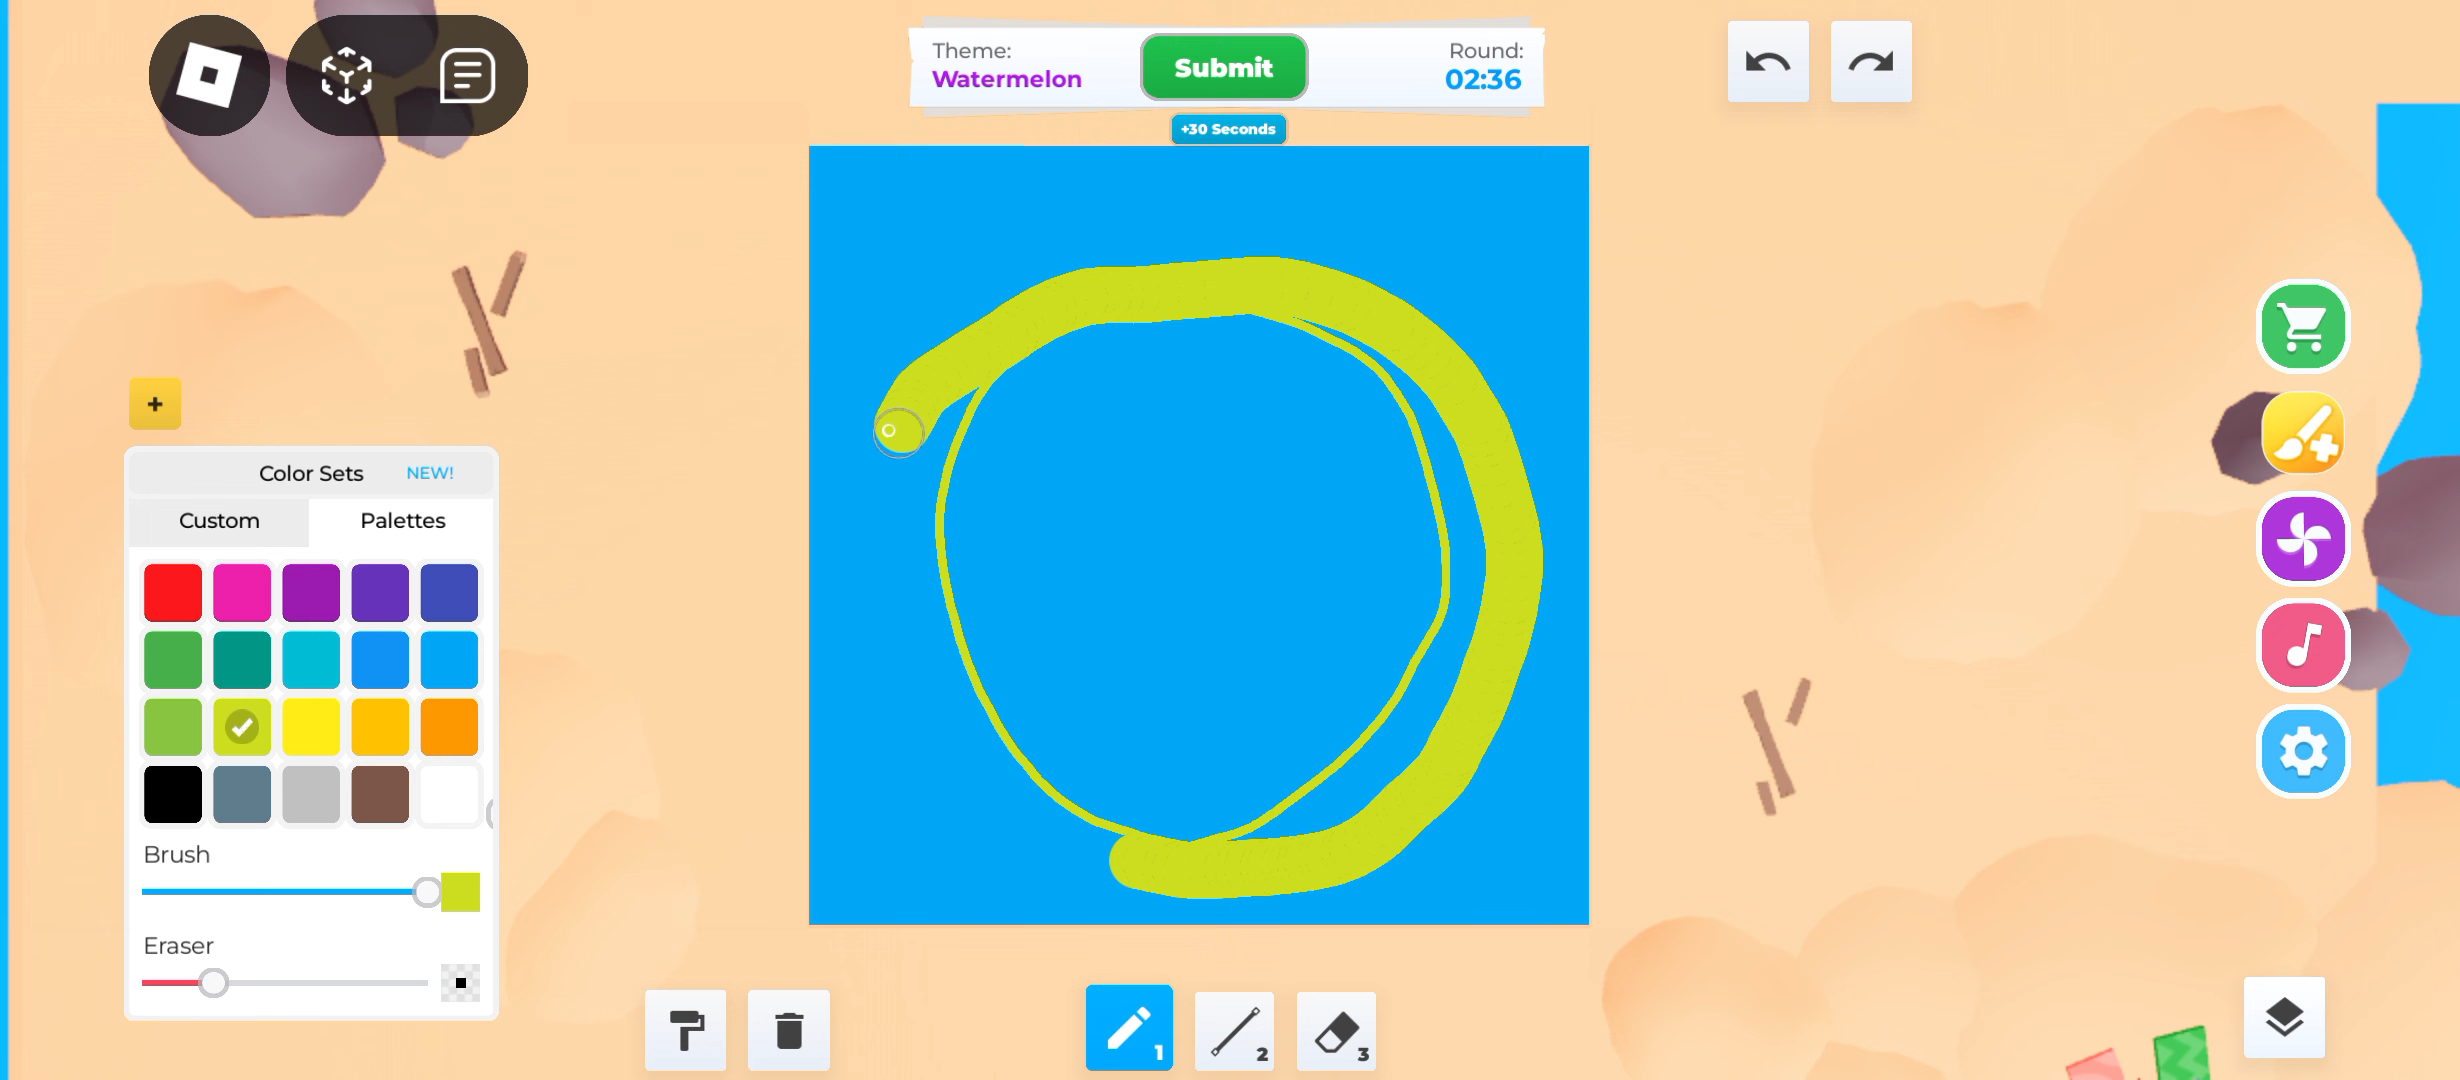 Theme:
Watermelon
Submit
Round:
02:36
+30 Seconds
+
Color Sets NEW!
Custom Palettes
Brush
Eraser
1
2
3